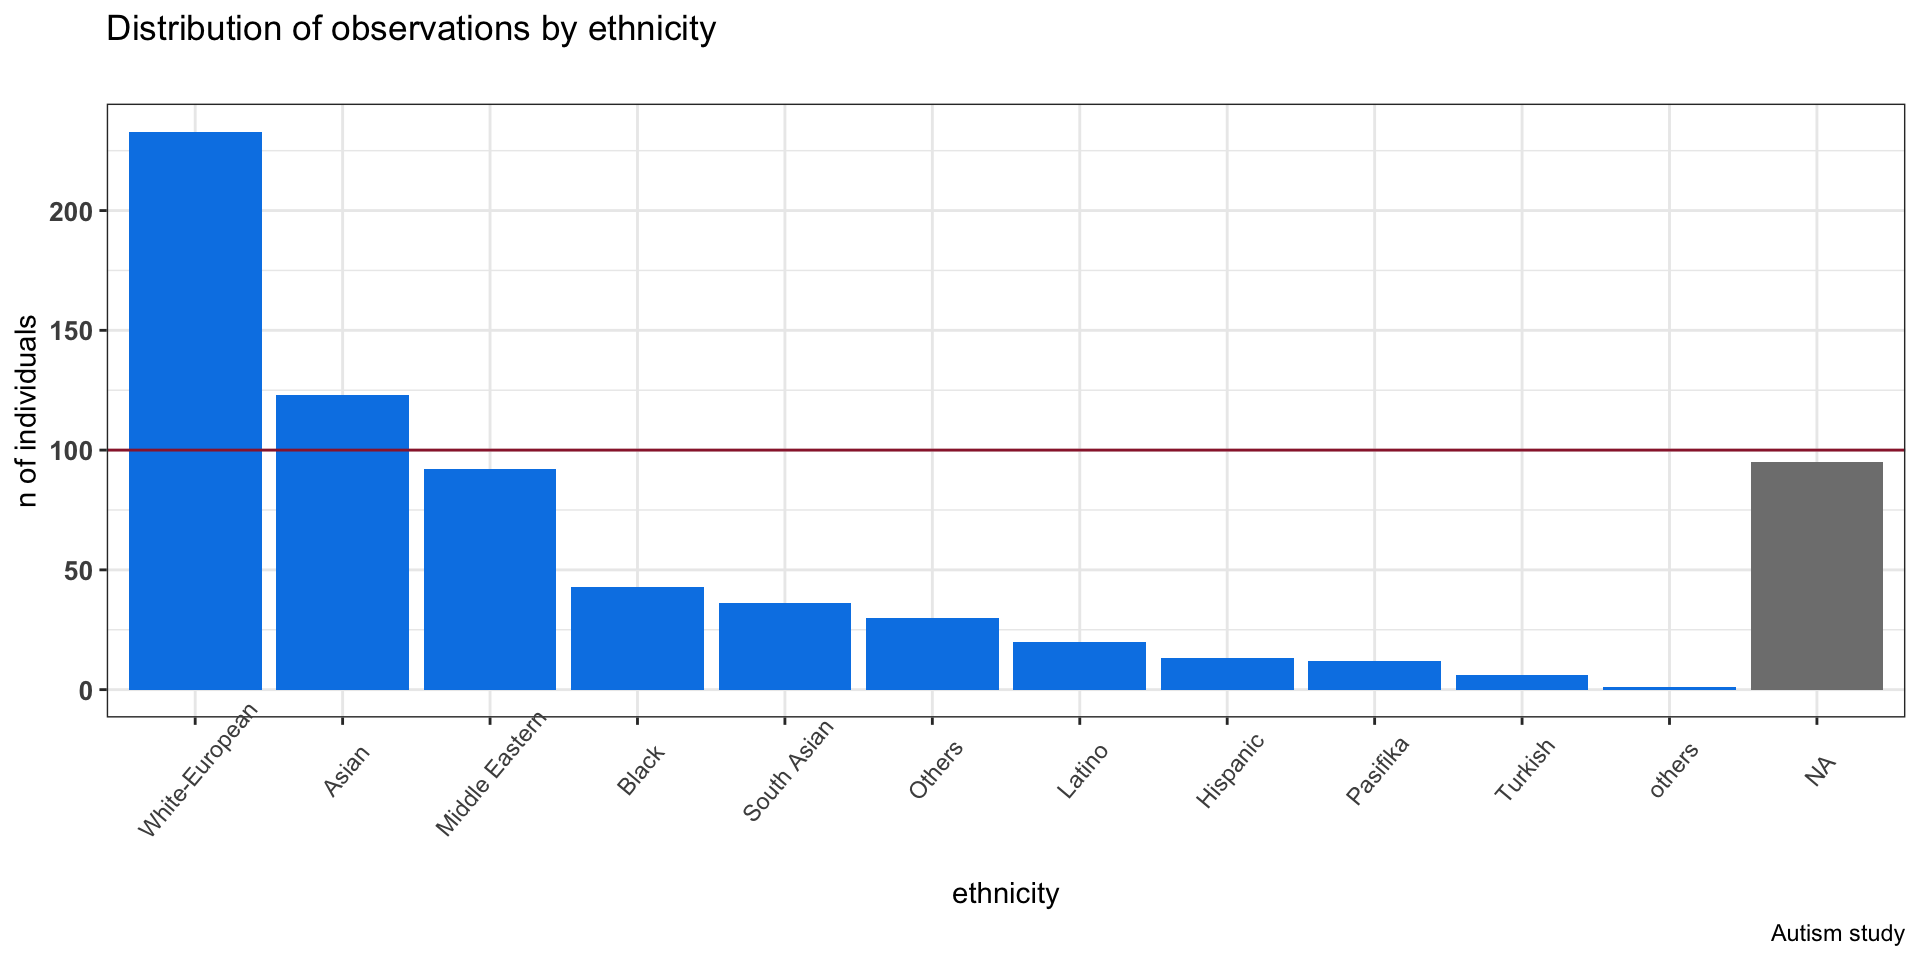 Distribution of observations by ethnicity
n of individuals
200
150
100
50
0
White-European
Asian
Middle Eastern
Black
South Asian
Others
Latino
Hispanic
Pasifika
Turkish
others
NA
ethnicity
Autism study